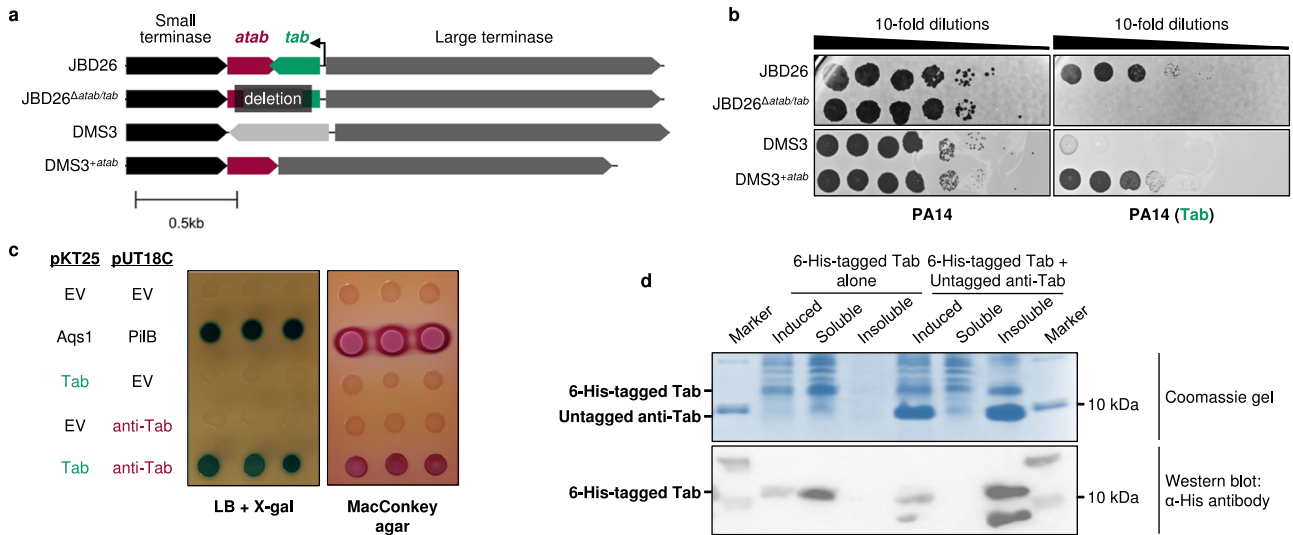 a
Small
terminase
atab
tab
Large terminase
JBD26
JBD26Δatab/tab
deletion
DMS3
DMS3+atab
0.5kb
b
10-fold dilutions
10-fold dilutions
JBD26
JBD26Δatab/tab
DMS3
DMS3+atab
PA14
PA14 (Tab)
c
pKT25
pUT18C
EV
EV
Aqs1
PilB
Tab
EV
EV
anti-Tab
Tab
anti-Tab
LB + X-gal
MacConkey
agar
d
6-His-tagged Tab
alone
6-His-tagged Tab +
Untagged anti-Tab
Marker
Induced
Soluble
Insoluble
Induced
Soluble
Insoluble
Marker
6-His-tagged Tab
Untagged anti-Tab
10 kDa
Coomassie gel
6-His-tagged Tab
10 kDa
Western blot:
α-His antibody